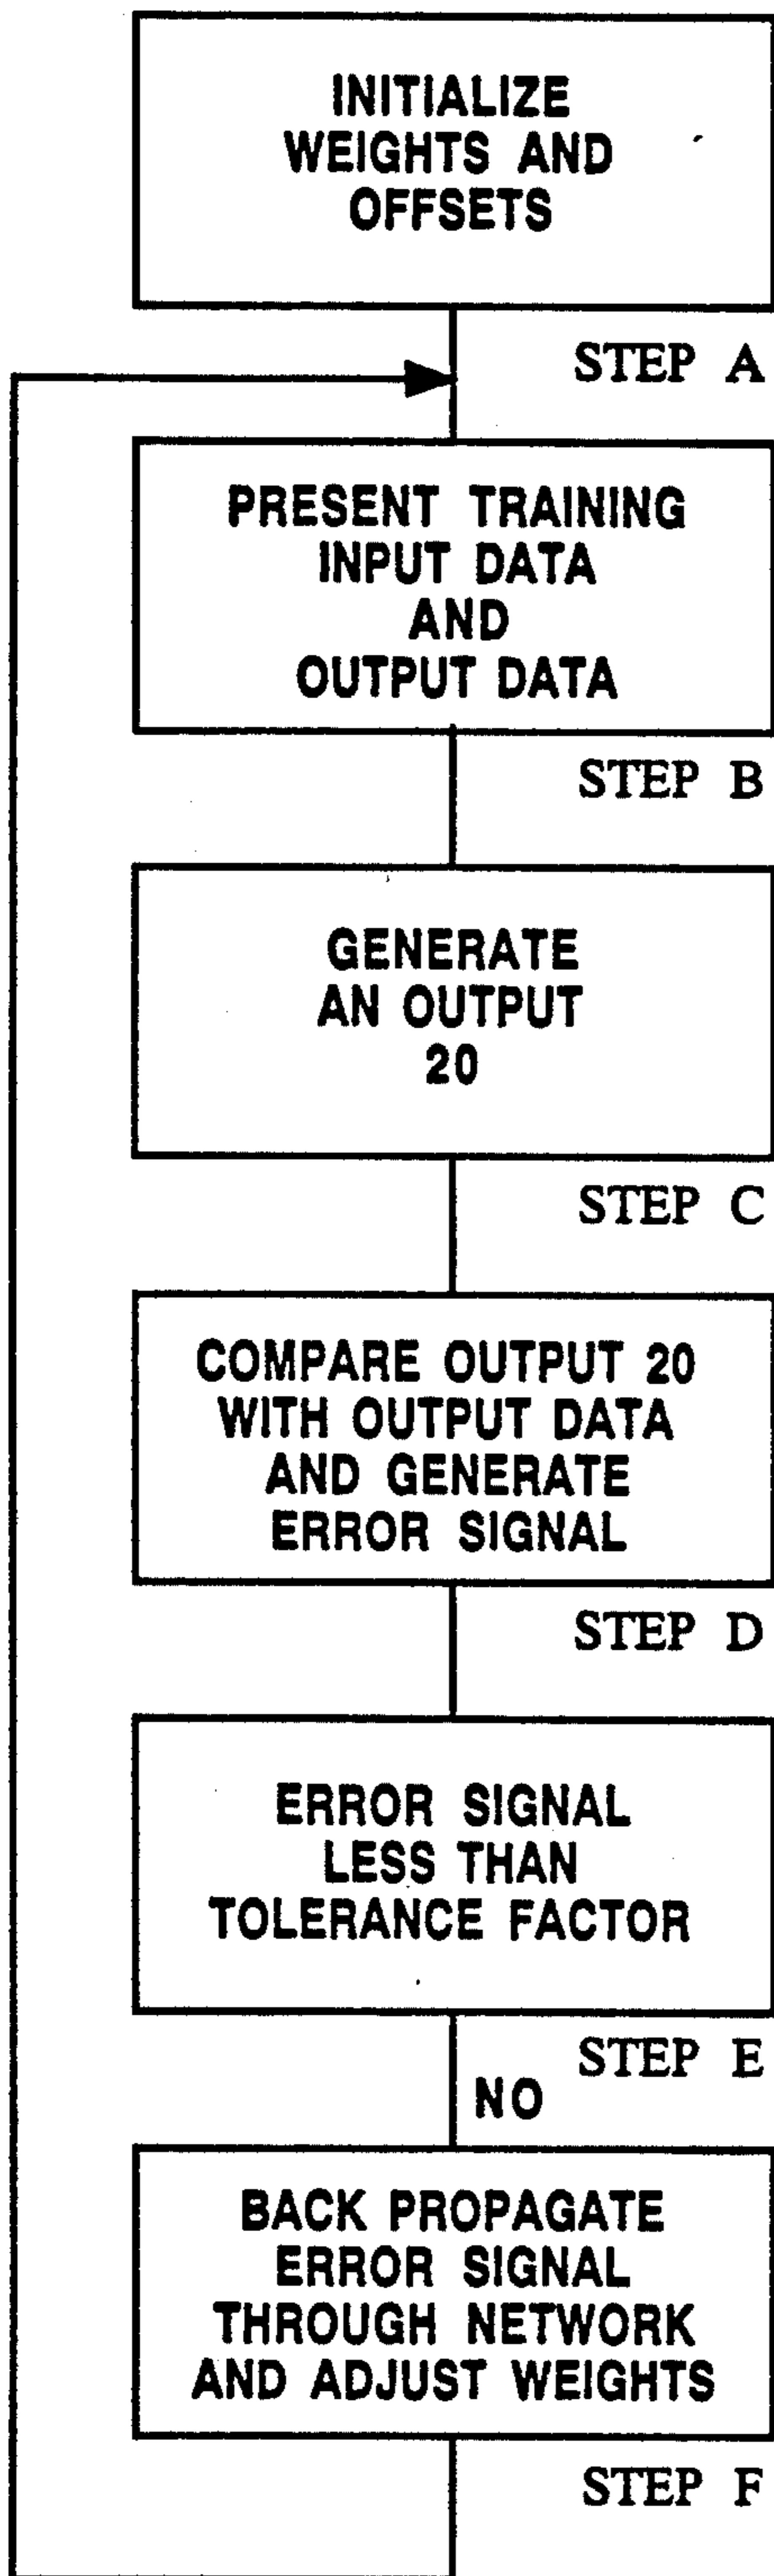 INITIALIZE
WEIGHTS AND
OFFSETS
STEP A
PRESENT TRAINING
INPUT DATA
AND
OUTPUT DATA
STEP B
GENERATE
AN OUTPUT
20
STEP C
COMPARE OUTPUT 20
WITH OUTPUT DATA
AND GENERATE
ERROR SIGNAL
STEP D
ERROR SIGNAL
LESS THAN
TOLERANCE FACTOR
STEP E
NO
BACK PROPAGATE
ERROR SIGNAL
THROUGH NETWORK
AND ADJUST WEIGHTS
STEP F